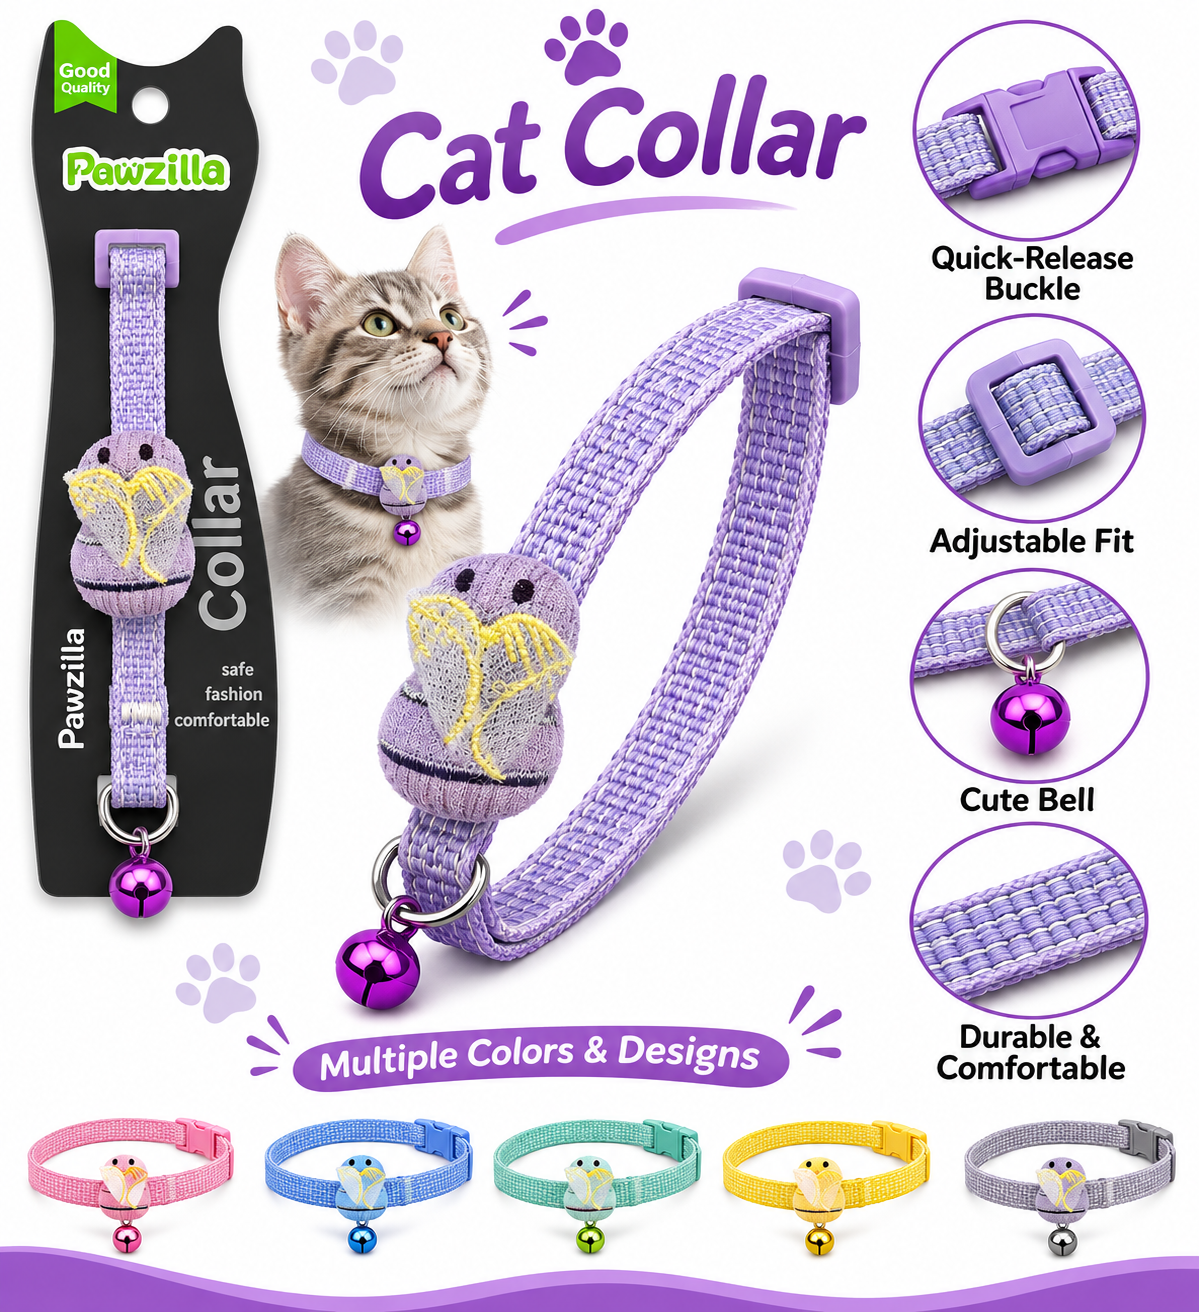 Good
Quality
Pawzilla
Collar
Pawzilla
safe
fashion
comfortable
Cat Collar
Quick-Release
Buckle
Adjustable Fit
Cute Bell
Durable &
Comfortable
Multiple Colors & Designs